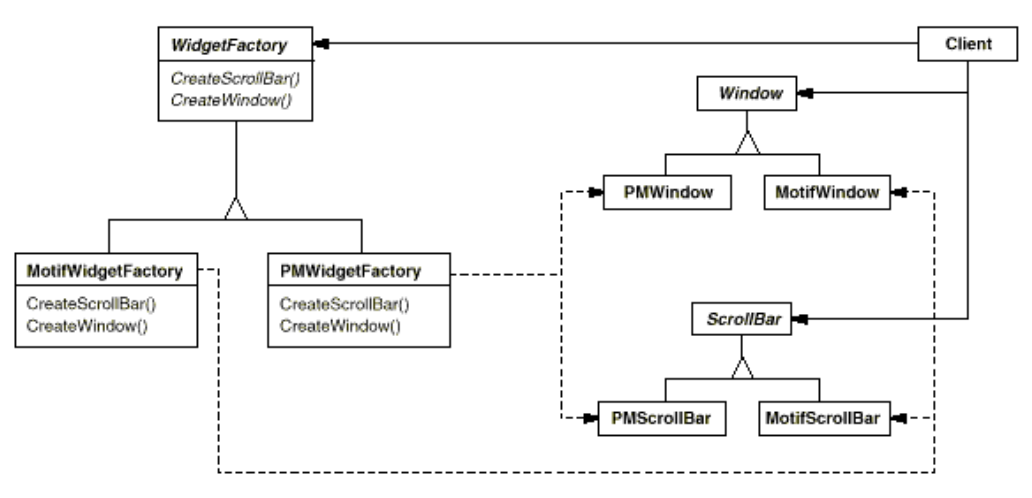 WidgetFactory
CreateScrollBar()
CreateWindow()
Client
Window
PMWindow
MotifWindow
MotifWidgetFactory
CreateScrollBar()
CreateWindow()
PMWidgetFactory
CreateScrollBar()
CreateWindow()
ScrollBar
PMScrollBar
MotifScrollBar